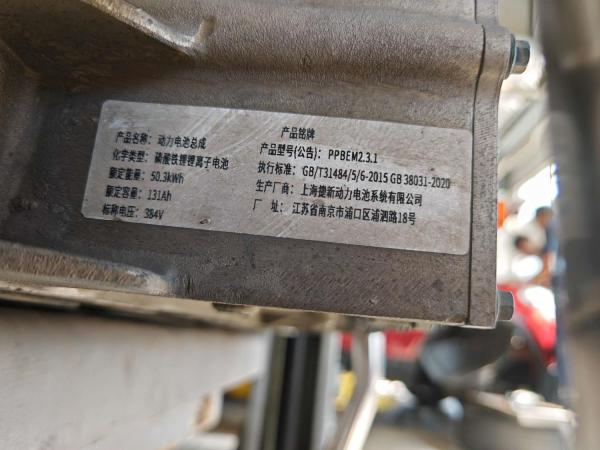 产品铭牌
产品名称：动力电池总成
产品型号(公告)：PPBEM2.3.1
化学类型：磷酸铁锂锂离子电池
执行标准：GB/T31484/5/6-2015 GB 38031-2020
额定能量：50.3kWh
生产厂商：上海捷新动力电池系统有限公司
额定容量：131Ah
厂 址：江苏省南京市浦口区浦泗路18号
标称电压：384V